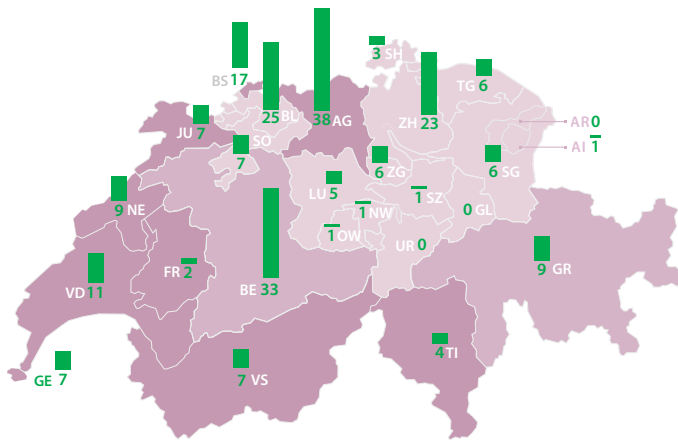 3 SH
BS 17
TG 6
25 BL
38 AG
ZH 23
AR 0
JU 7
SO
7
AI 1
6 ZG
6 SG
LU 5
1 SZ
9 NE
1 NW
0 GL
1 OW
UR 0
FR 2
9 GR
VD 11
BE 33
4 TI
GE 7
7 VS